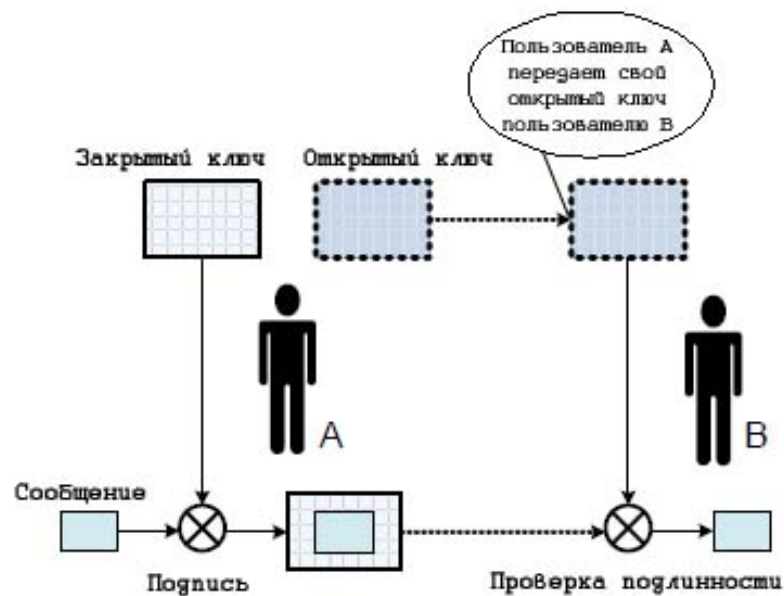 Пользователь А
передает свой
открытый ключ
пользователю В
Закрытый ключ
Открытый ключ
A
B
Сообщение
Подпись
Проверка подлинности